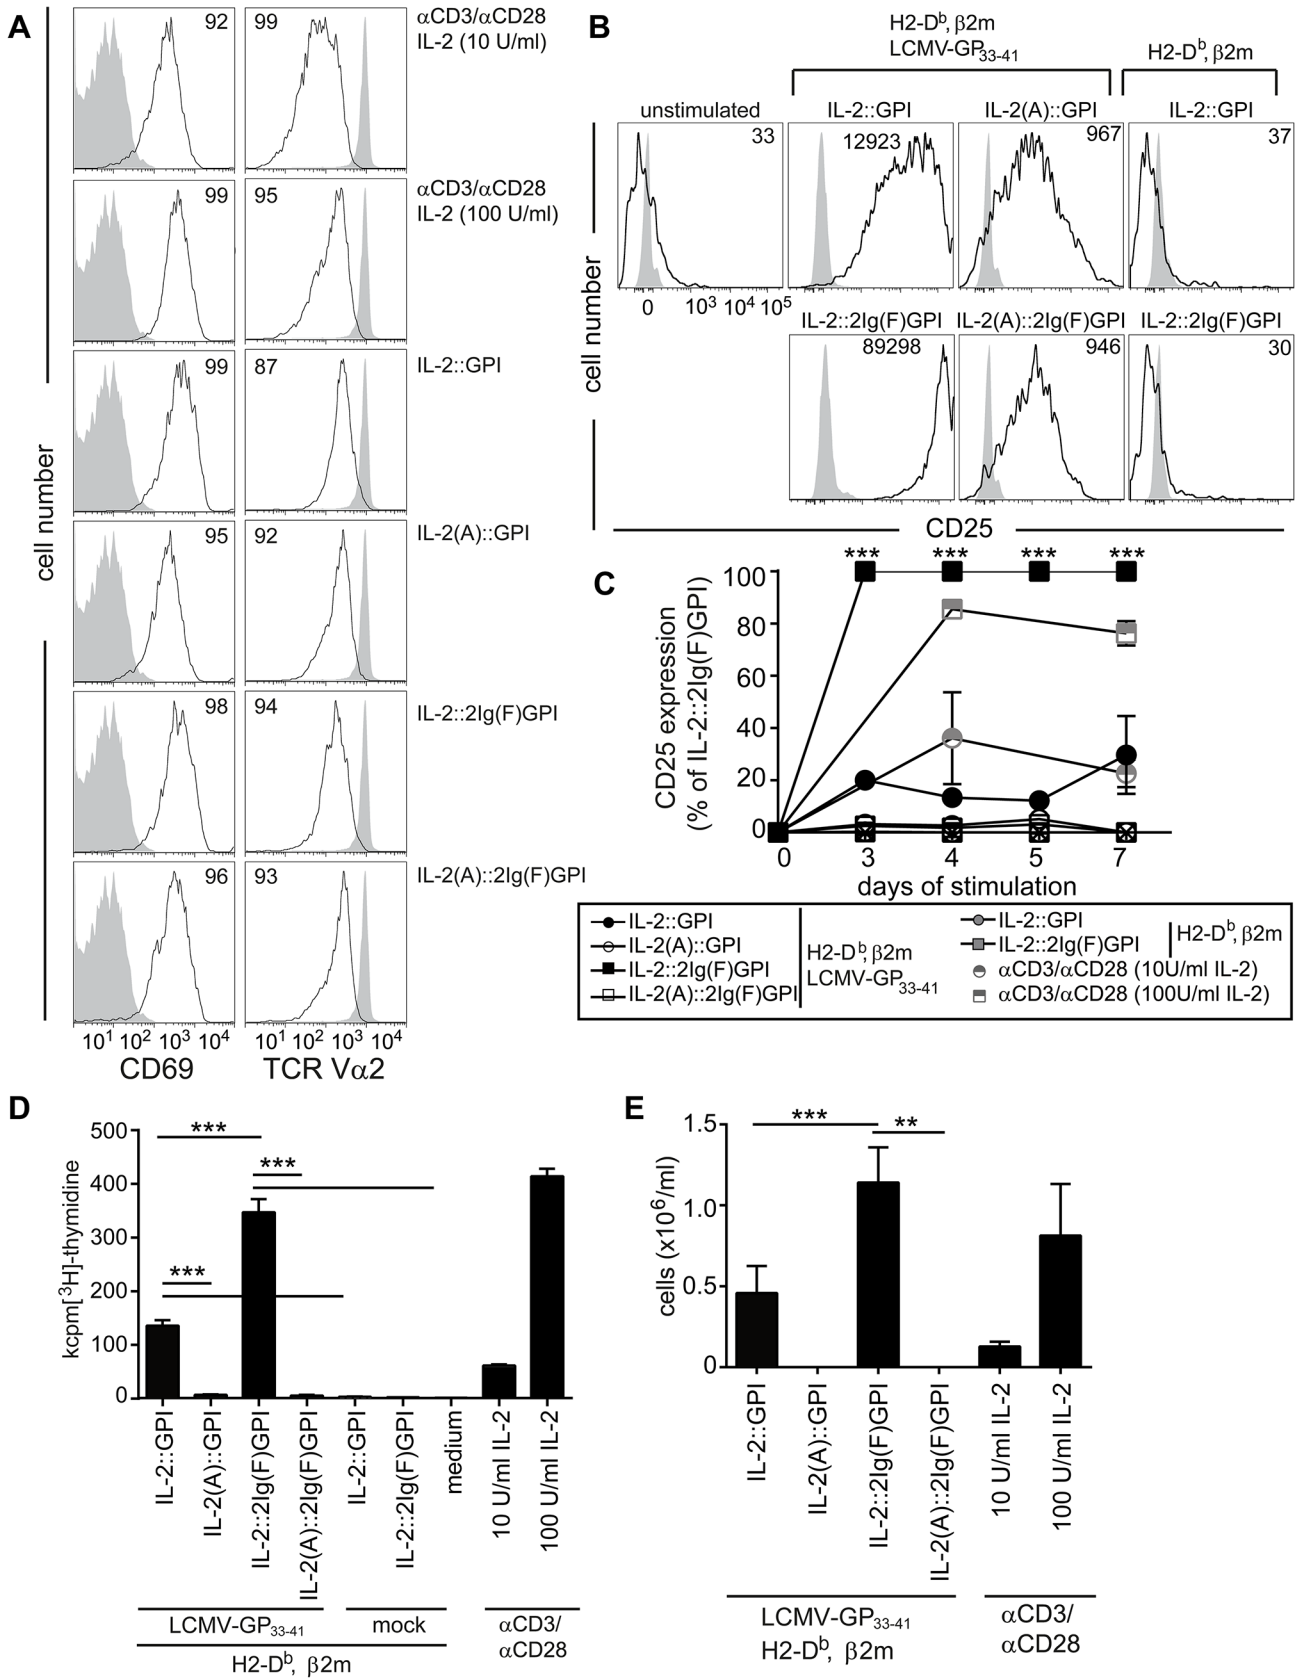 A
92
99
αCD3/αCD28
IL-2 (10 U/ml)
99
95
αCD3/αCD28
IL-2 (100 U/ml)
99
87
IL-2::GPI
95
92
IL-2(A)::GPI
98
94
IL-2::2Ig(F)GPI
96
93
IL-2(A)::2Ig(F)GPI
cell number
10¹ 10² 10³ 10⁴
10¹ 10² 10³ 10⁴
CD69
TCR Vα2
B
H2-Dᵇ, β2m
LCMV-GP₃₃₋₄₁
H2-Dᵇ, β2m
unstimulated
IL-2::GPI
IL-2(A)::GPI
IL-2::GPI
33
12923
967
37
0 10³ 10⁴ 10⁵
IL-2::2Ig(F)GPI
IL-2(A)::2Ig(F)GPI
IL-2::2Ig(F)GPI
89298
946
30
cell number
CD25
C
*** *** *** ***
100
80
60
40
20
0
CD25 expression
(% of IL-2::2Ig(F)GPI)
0 3 4 5 7
days of stimulation
IL-2::GPI
IL-2(A)::GPI
IL-2::2Ig(F)GPI
IL-2(A)::2Ig(F)GPI
H2-Dᵇ, β2m
LCMV-GP₃₃₋₄₁
IL-2::GPI
IL-2::2Ig(F)GPI
H2-Dᵇ, β2m
αCD3/αCD28 (10U/ml IL-2)
αCD3/αCD28 (100U/ml IL-2)
D
500
400
300
200
100
0
kcpm[³H]-thymidine
***
***
***
IL-2::GPI
IL-2(A)::GPI
IL-2::2Ig(F)GPI
IL-2(A)::2Ig(F)GPI
IL-2::GPI
IL-2::2Ig(F)GPI
medium
10 U/ml IL-2
100 U/ml IL-2
LCMV-GP₃₃₋₄₁
mock
αCD3/
αCD28
H2-Dᵇ, β2m
E
1.5
1.0
0.5
0
cells (x10⁶/ml)
***
**
IL-2::GPI
IL-2(A)::GPI
IL-2::2Ig(F)GPI
IL-2(A)::2Ig(F)GPI
10 U/ml IL-2
100 U/ml IL-2
LCMV-GP₃₃₋₄₁
H2-Dᵇ, β2m
αCD3/
αCD28